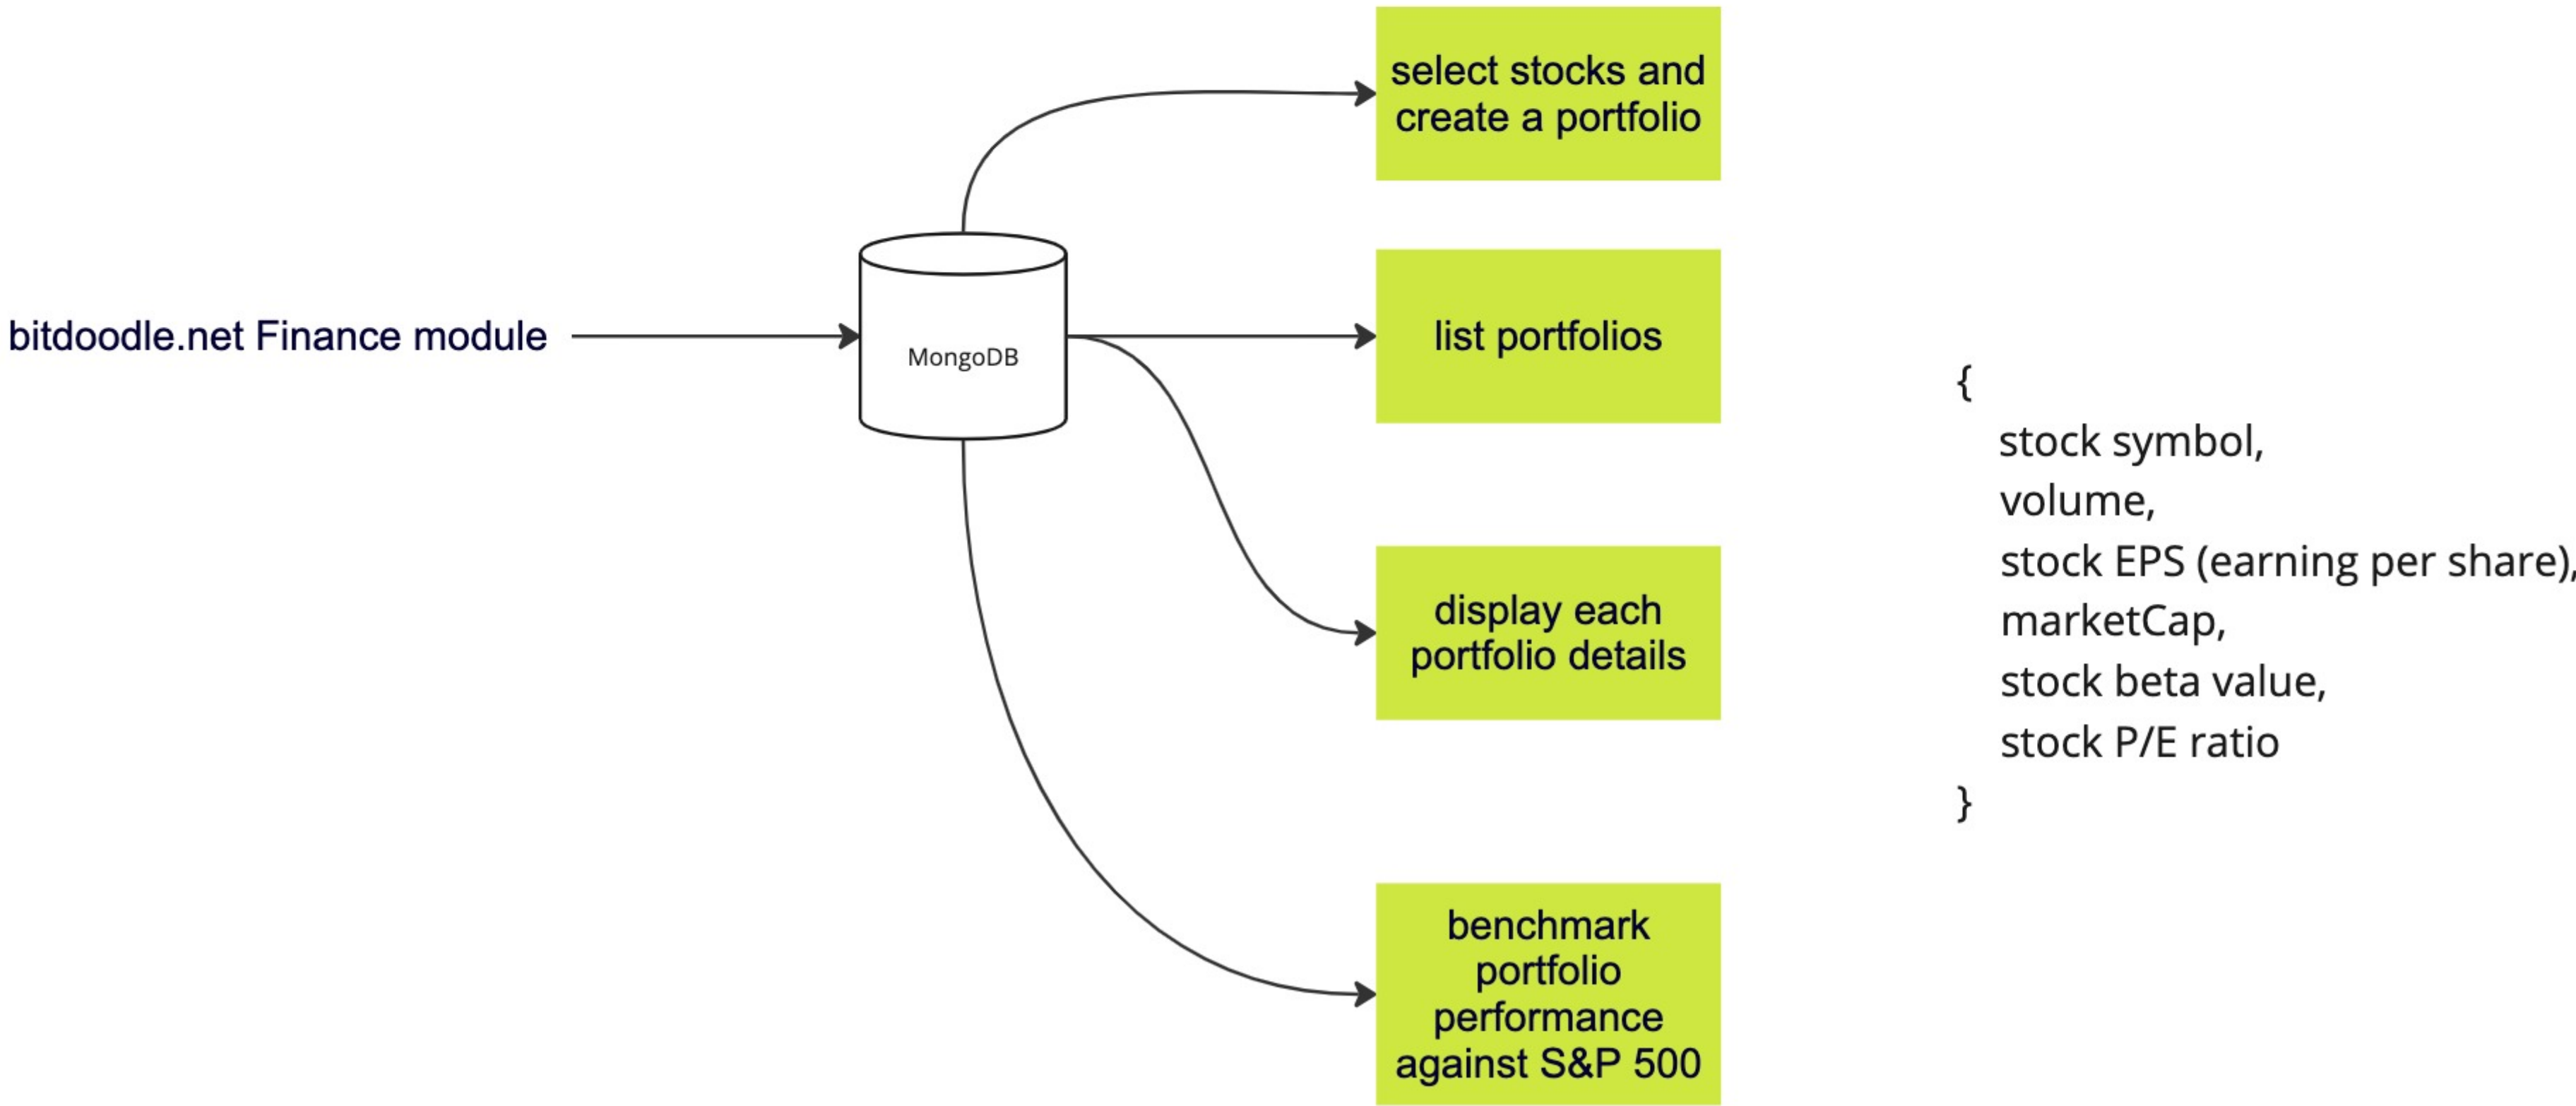 select stocks and
create a portfolio
bitdoodle.net Finance module
MongoDB
list portfolios
display each
portfolio details
benchmark
portfolio
performance
against S&P 500
{
stock symbol,
volume,
stock EPS (earning per share),
marketCap,
stock beta value,
stock P/E ratio
}